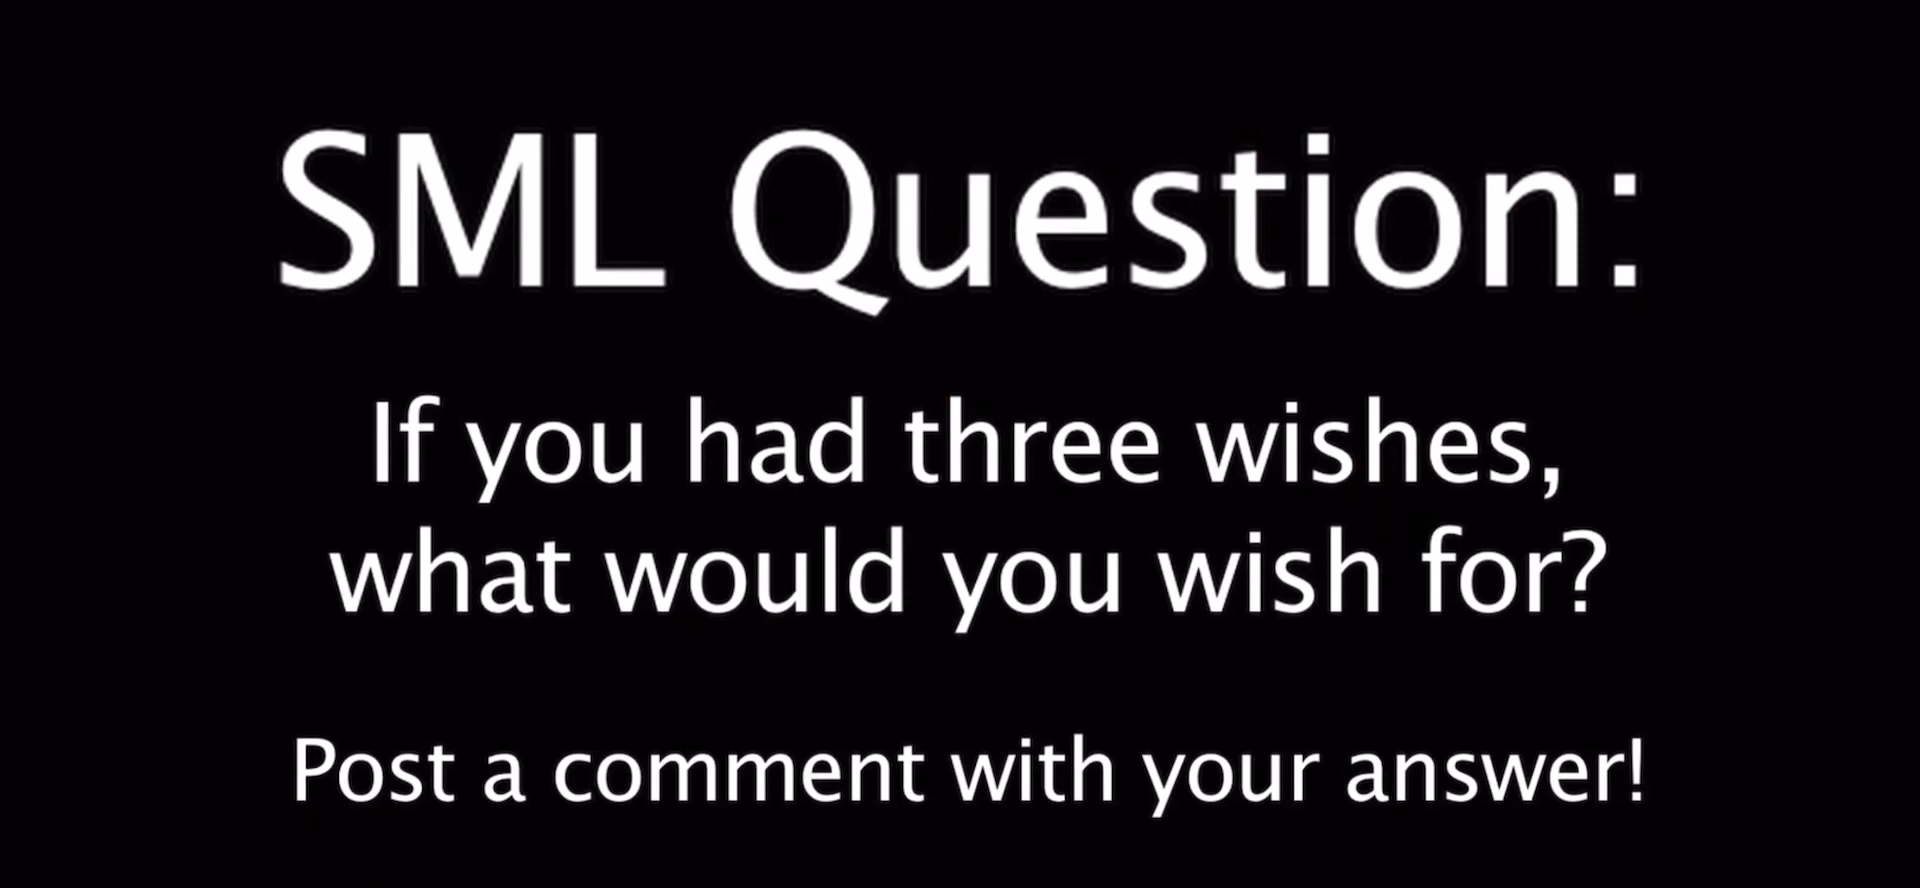 SML Question:
If you had three wishes,
what would you wish for?
Post a comment with your answer!